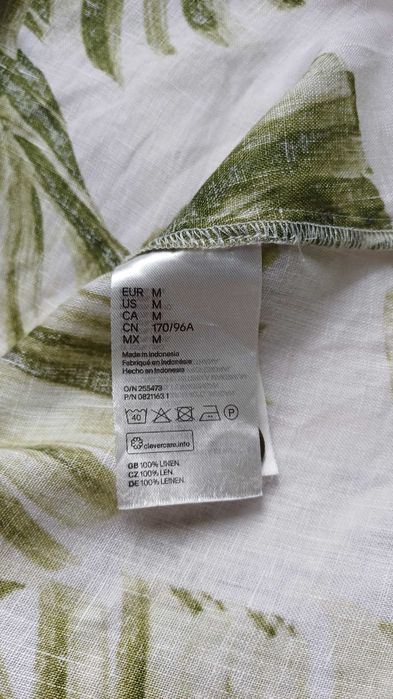 EUR M
US M
CA M
CN 170/96A
MX M
Made in Indonesia
Fabriqué en Indonésie
Hecho en Indonesia
O/N 255473
P/N 0821163 1
40 P
clevercare.info
GB 100% LINEN.
CZ 100% LEN.
DE 100% LEINEN.